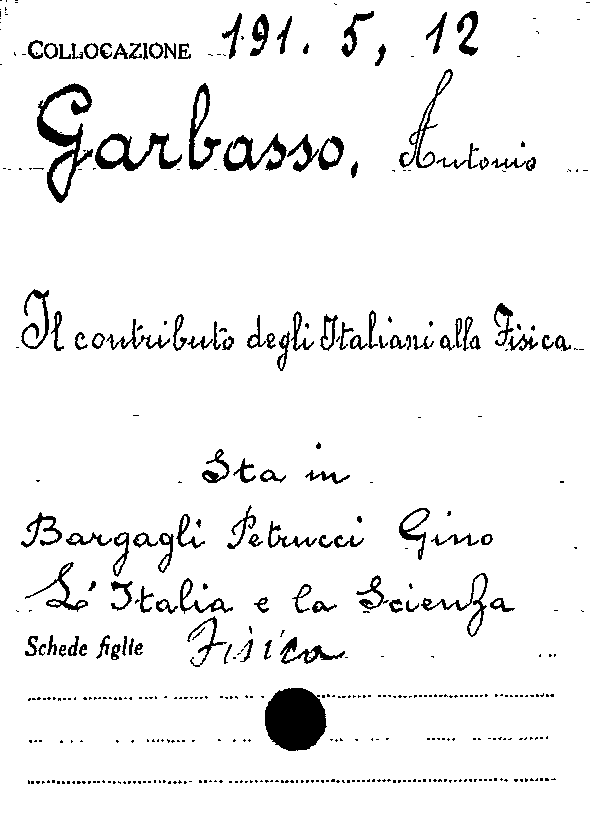 COLLOCAZIONE 191. 5, 12
Garbasso, Antonio
Il contributo degli Italiani alla Fisica
Sta in
Bargagli Petrucci Gino
L'Italia e la Scienza
Schede figlie Fisica